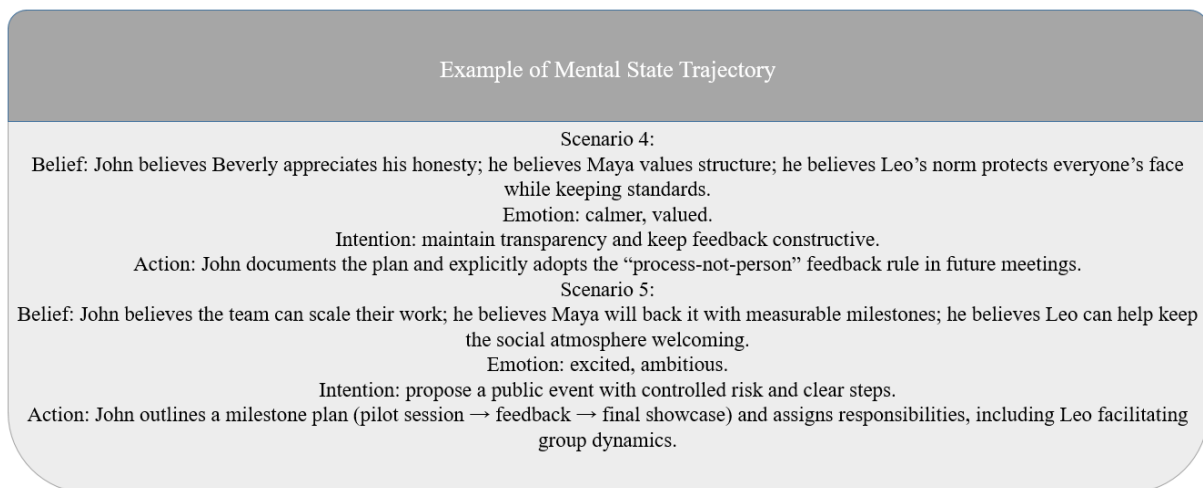 Example of Mental State Trajectory
Scenario 4:
Belief: John believes Beverly appreciates his honesty; he believes Maya values structure; he believes Leo’s norm protects everyone’s face
while keeping standards.
Emotion: calmer, valued.
Intention: maintain transparency and keep feedback constructive.
Action: John documents the plan and explicitly adopts the “process-not-person” feedback rule in future meetings.
Scenario 5:
Belief: John believes the team can scale their work; he believes Maya will back it with measurable milestones; he believes Leo can help keep
the social atmosphere welcoming.
Emotion: excited, ambitious.
Intention: propose a public event with controlled risk and clear steps.
Action: John outlines a milestone plan (pilot session → feedback → final showcase) and assigns responsibilities, including Leo facilitating
group dynamics.